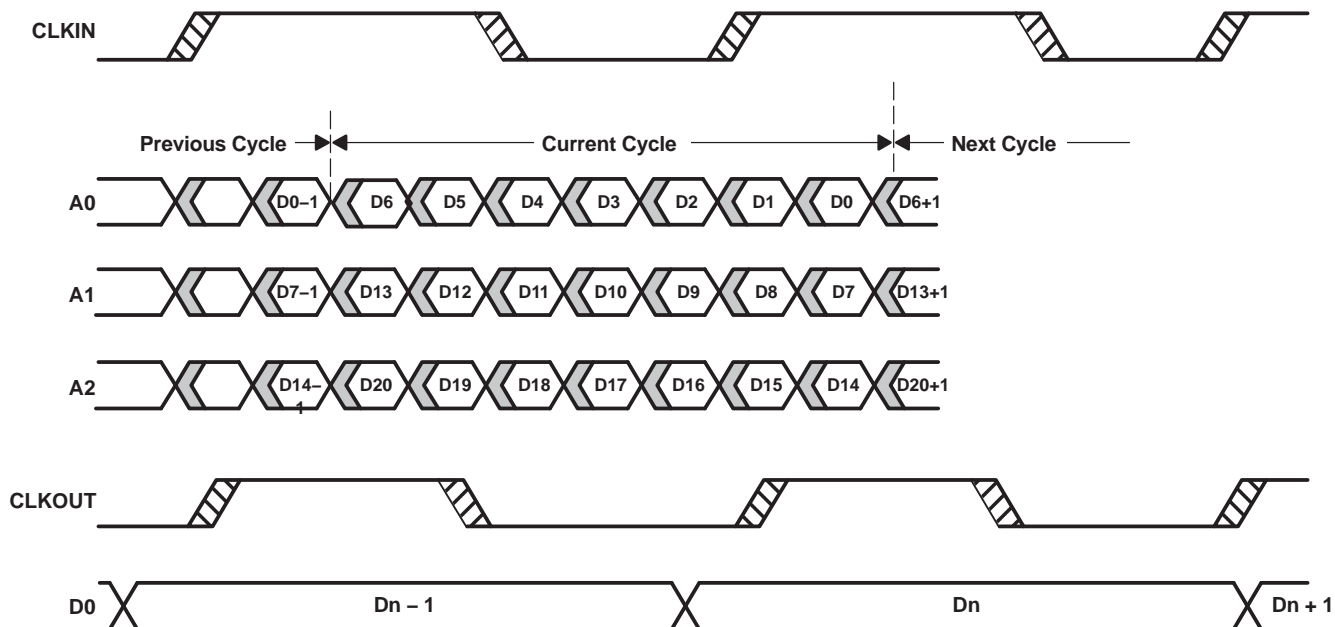 CLKIN
Previous Cycle Current Cycle Next Cycle
A0 D0–1 D6 D5 D4 D3 D2 D1 D0 D6+1
A1 D7–1 D13 D12 D11 D10 D9 D8 D7 D13+1
A2 D14– D20 D19 D18 D17 D16 D15 D14 D20+1
1
CLKOUT
D0 Dn – 1 Dn Dn + 1